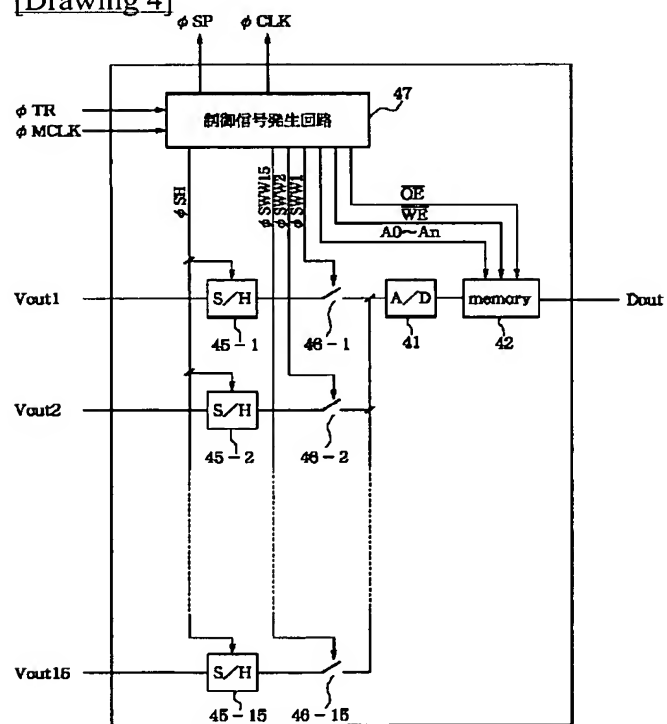 [Drawing 4]
φSP φCLK
φTR
φMCLK
制御信号発生回路
47
φSH
φSWW15
φSWW2
φSWW1
OE
WE
A0~An
Vout1
S/H
A/D
memory
Dout
45-1
46-1
41
42
Vout2
S/H
45-2
46-2
Vout15
S/H
45-15
46-15